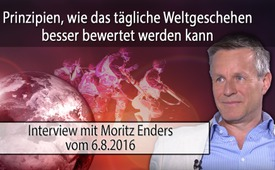 Prinzipien, wie das tägliche Weltgeschehen
besser bewertet werden kann
Interview mit Moritz Enders
vom 6.8.2016